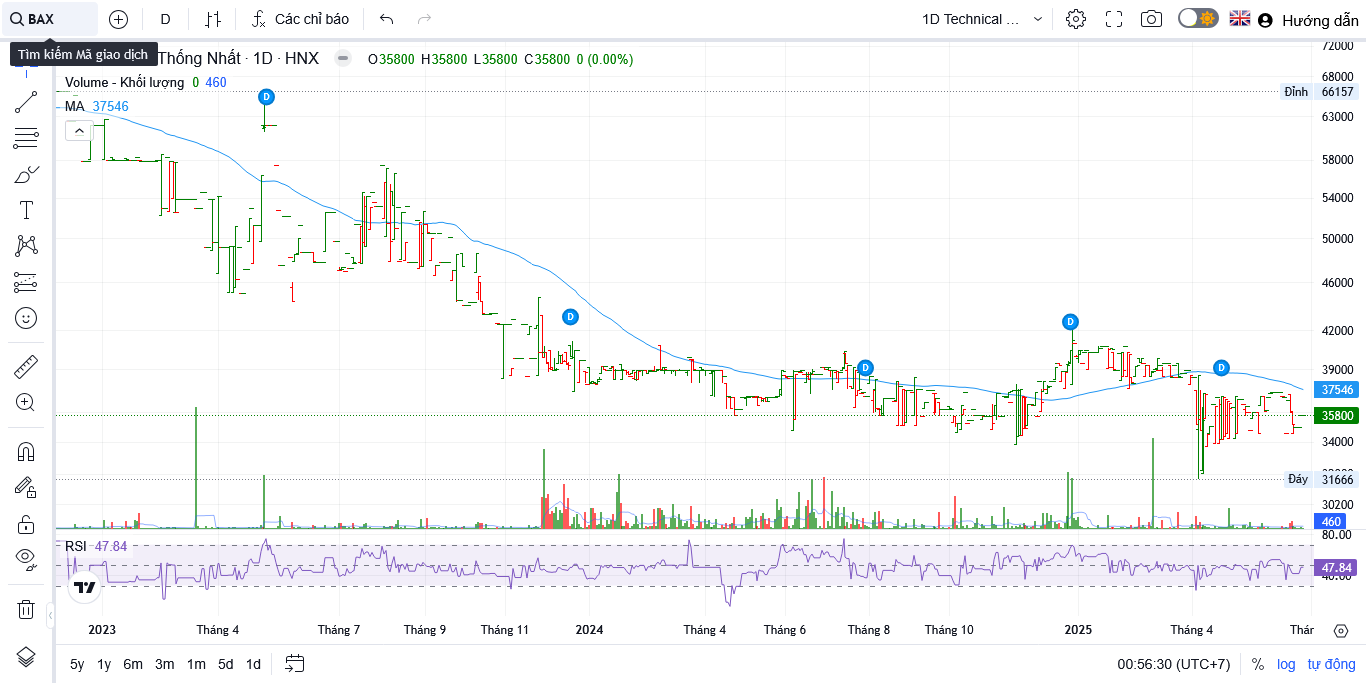 BAX D Các chỉ báo 1D Technical ... Hướng dẫn
Tìm kiếm Mã giao dịch
Thống Nhất · 1D · HNX O35800 H35800 L35800 C35800 0 (0.00%)
Volume - Khối lượng 0 460
MA 37546
D
D
D
D
D
72000
68000
Đỉnh 66157
63000
58000
54000
50000
46000
42000
39000
37546
35800
34000
Đáy 31666
30200
460
80.00
RSI 47.84
47.84
40.00
2023 Tháng 4 Tháng 7 Tháng 9 Tháng 11 2024 Tháng 4 Tháng 6 Tháng 8 Tháng 10 2025 Tháng 4 Thár
5y 1y 6m 3m 1m 5d 1d 00:56:30 (UTC+7) % log tự động